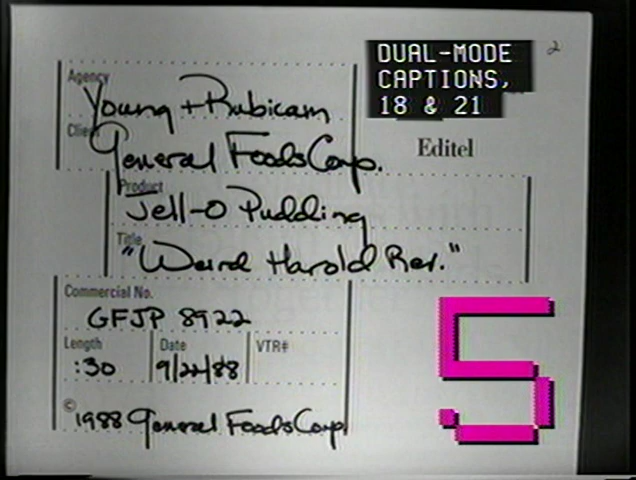 DUAL-MODE
CAPTIONS,
18 & 21
2
Agency
Young + Rubicam
Client
General Foods Corp.
Editel
Product
Jell-O Pudding
Title
"Weird Harold Rev."
Commercial No.
GFJP 8922
Length Date VTR#
:30 9/22/88
© 1988 General Foods Corp
5